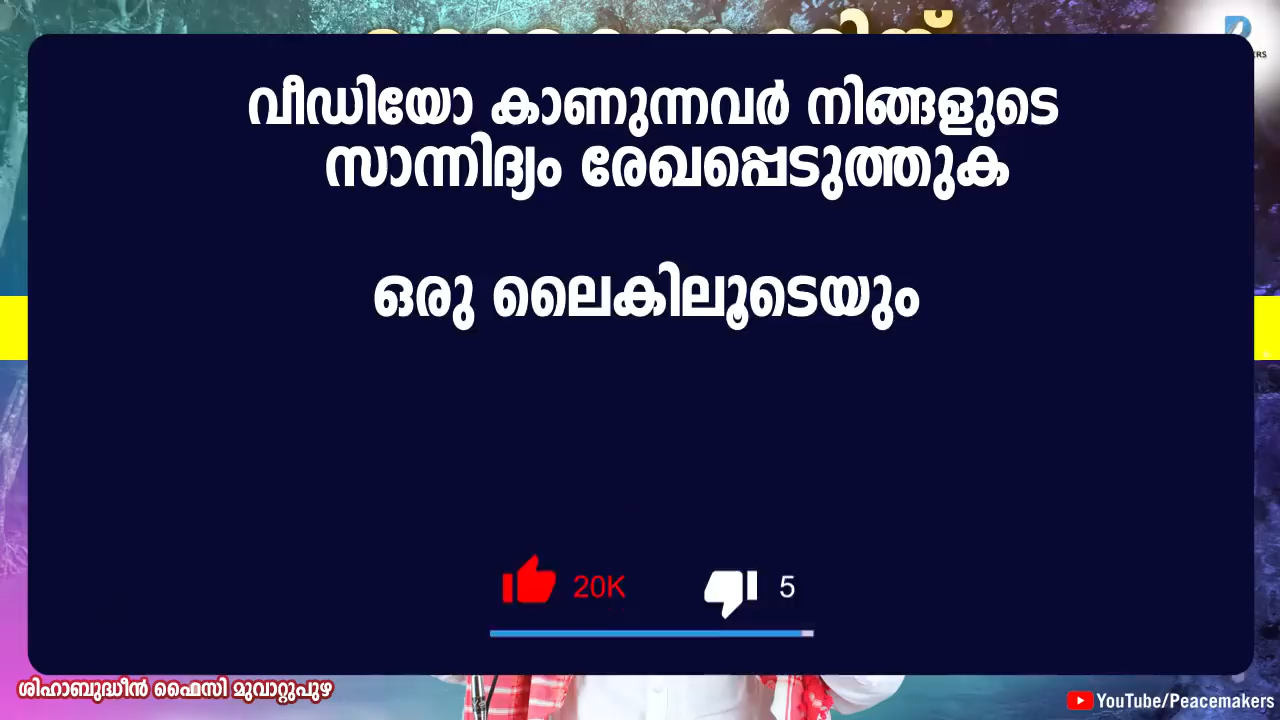 വീഡിയോ കാണുന്നവർ നിങ്ങളുടെ
സാന്നിദ്യം രേഖപ്പെടുത്തുക
ഒരു ലൈകിലൂടെയും
20K 5
ശിഹാബുദ്ധീൻ ഫൈസി മുവാറ്റുപുഴ
YouTube/Peacemakers